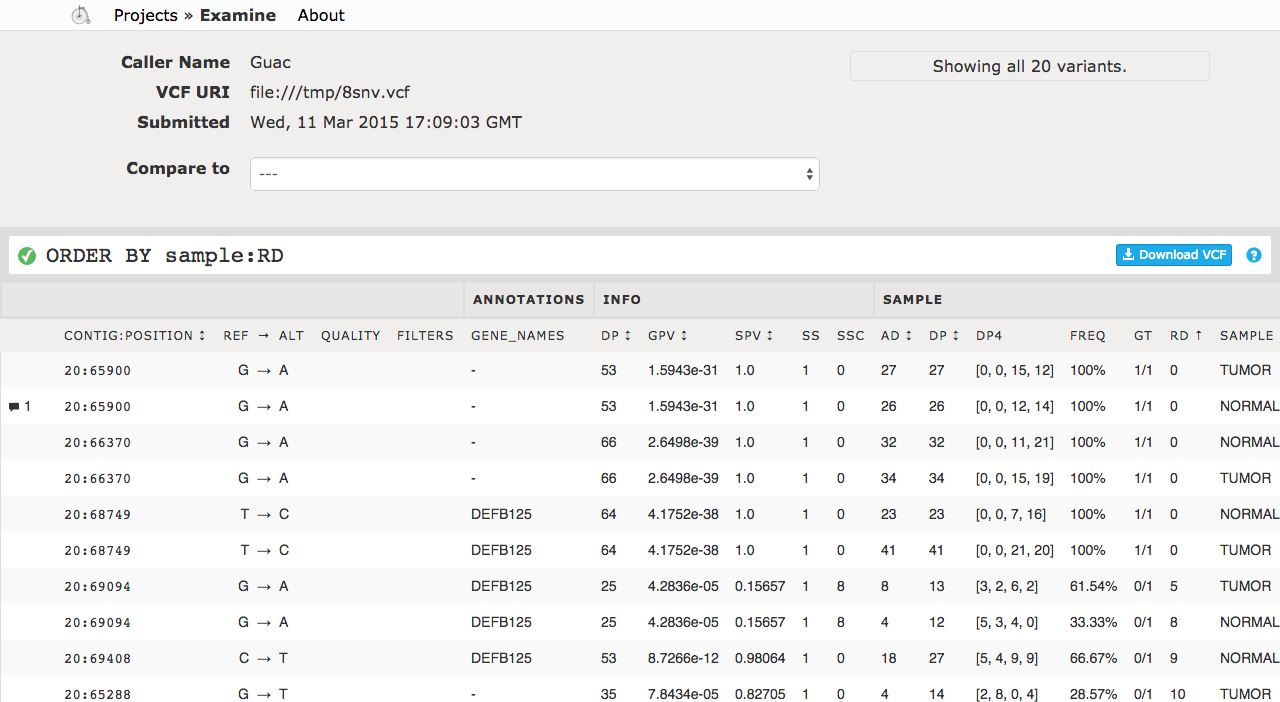 Projects » Examine About
Caller Name Guac Showing all 20 variants.
VCF URI file:///tmp/8snv.vcf
Submitted Wed, 11 Mar 2015 17:09:03 GMT
Compare to ---
ORDER BY sample:RD Download VCF ?
ANNOTATIONS INFO SAMPLE
CONTIG:POSITION REF → ALT QUALITY FILTERS GENE_NAMES DP GPV SPV SS SSC AD DP DP4 FREQ GT RD ↑ SAMPLE
20:65900 G → A - 53 1.5943e-31 1.0 1 0 27 27 [0, 0, 15, 12] 100% 1/1 0 TUMOR
1 20:65900 G → A - 53 1.5943e-31 1.0 1 0 26 26 [0, 0, 12, 14] 100% 1/1 0 NORMAL
20:66370 G → A - 66 2.6498e-39 1.0 1 0 32 32 [0, 0, 11, 21] 100% 1/1 0 NORMAL
20:66370 G → A - 66 2.6498e-39 1.0 1 0 34 34 [0, 0, 15, 19] 100% 1/1 0 TUMOR
20:68749 T → C DEFB125 64 4.1752e-38 1.0 1 0 23 23 [0, 0, 7, 16] 100% 1/1 0 NORMAL
20:68749 T → C DEFB125 64 4.1752e-38 1.0 1 0 41 41 [0, 0, 21, 20] 100% 1/1 0 TUMOR
20:69094 G → A DEFB125 25 4.2836e-05 0.15657 1 8 8 13 [3, 2, 6, 2] 61.54% 0/1 5 TUMOR
20:69094 G → A DEFB125 25 4.2836e-05 0.15657 1 8 4 12 [5, 3, 4, 0] 33.33% 0/1 8 NORMAL
20:69408 C → T DEFB125 53 8.7266e-12 0.98064 1 0 18 27 [5, 4, 9, 9] 66.67% 0/1 9 NORMAL
20:65288 G → T - 35 7.8434e-05 0.82705 1 0 4 14 [2, 8, 0, 4] 28.57% 0/1 10 TUMOR